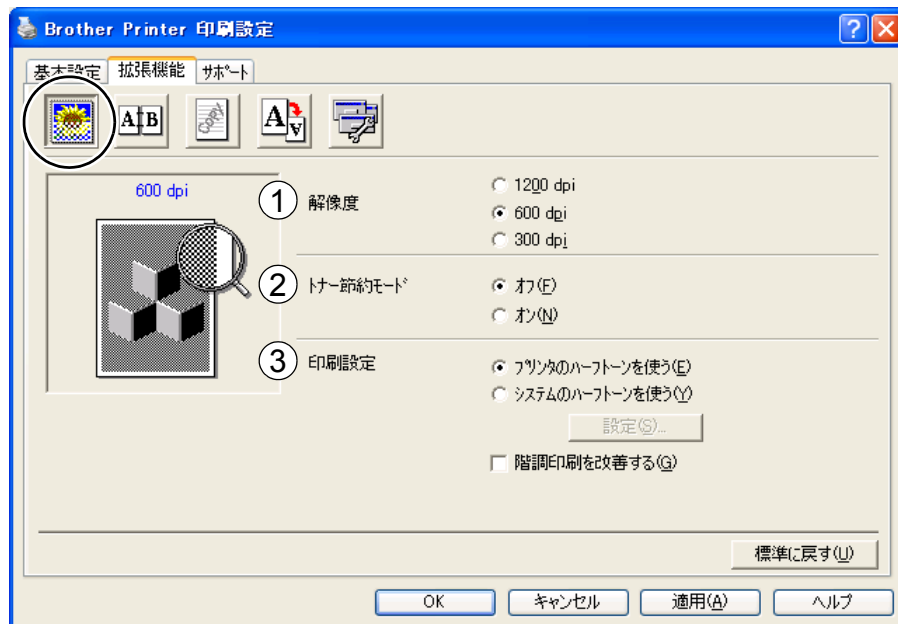 Brother Printer 印刷設定
基本設定 拡張機能 サポート
A B Copy A A
600 dpi
① 解像度
1200 dpi
600 dpi
300 dpi
② トナー節約モード
オフ(F)
オン(N)
③ 印刷設定
プリンタのハーフトーンを使う(E)
システムのハーフトーンを使う(Y)
設定(S)...
階調印刷を改善する(G)
標準に戻す(U)
OK キャンセル 適用(A) ヘルプ